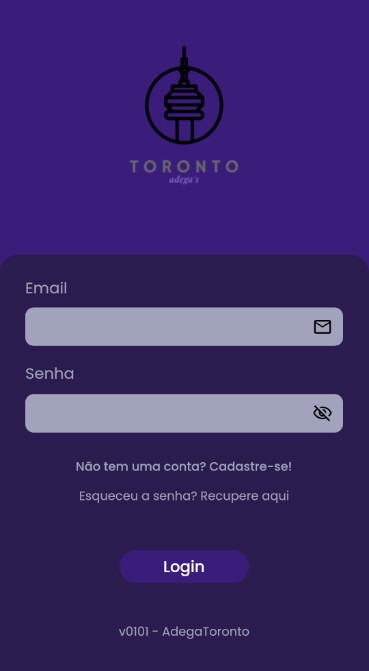 TORONTO
adega's
Email
Senha
Não tem uma conta? Cadastre-se!
Esqueceu a senha? Recupere aqui
Login
v0101 - AdegaToronto